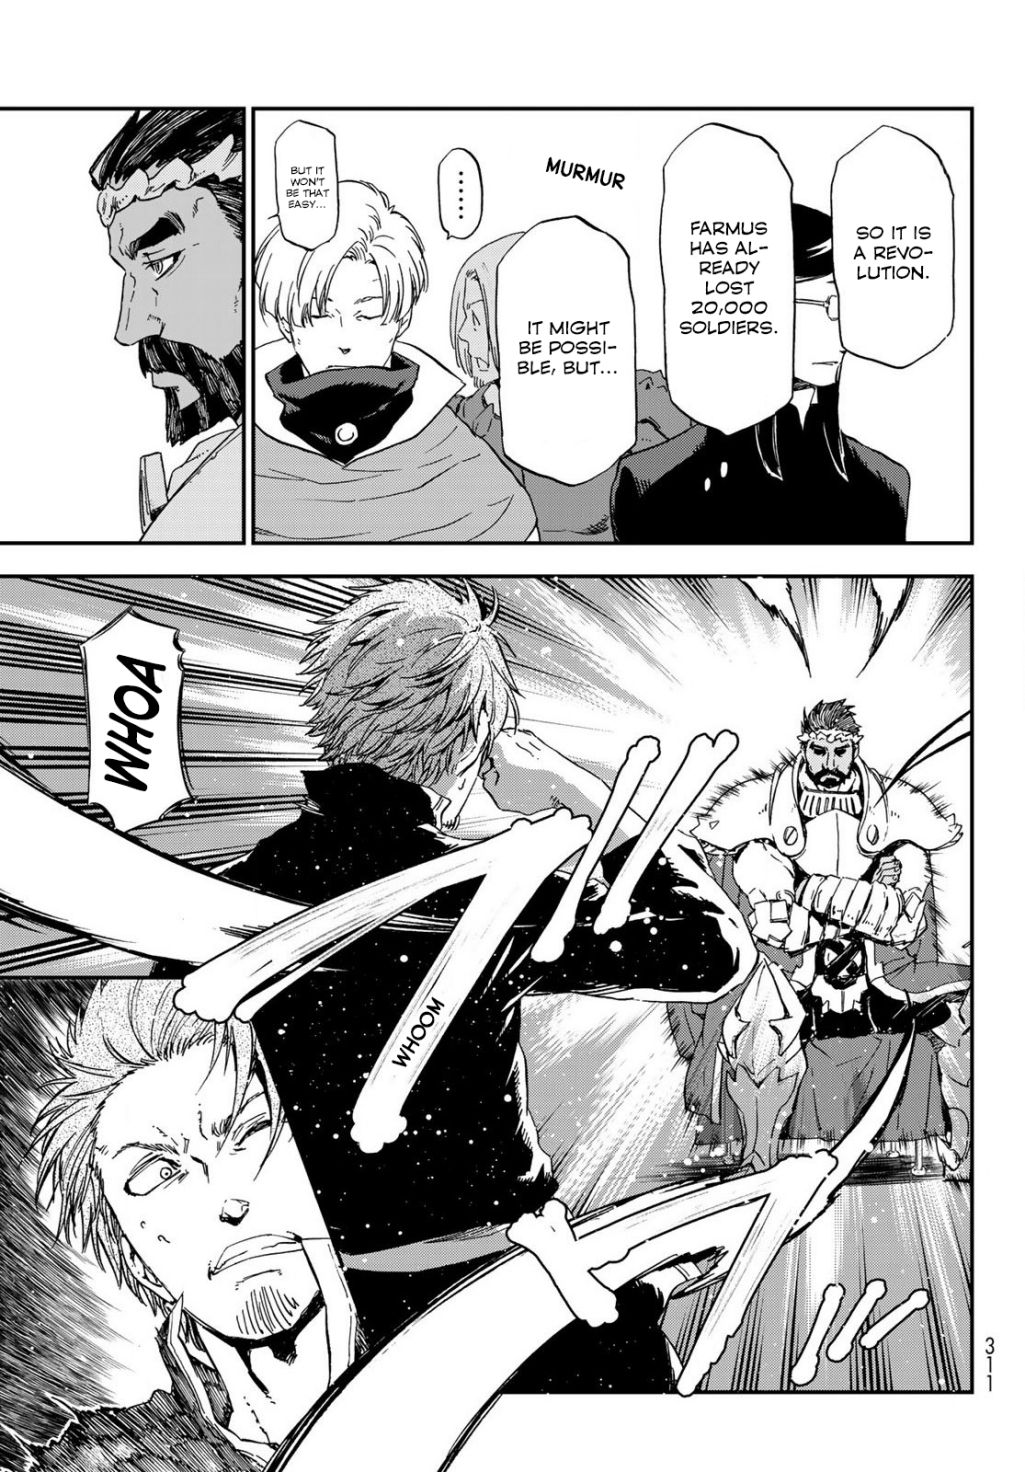 SO IT IS
A REVO-
LUTION.
FARMUS
HAS AL-
READY
LOST
20,000
SOLDIERS.
MURMUR
IT MIGHT
BE POSSI-
BLE, BUT...
......
BUT IT
WON'T
BE THAT
EASY...
WHOA
WHOOM
311